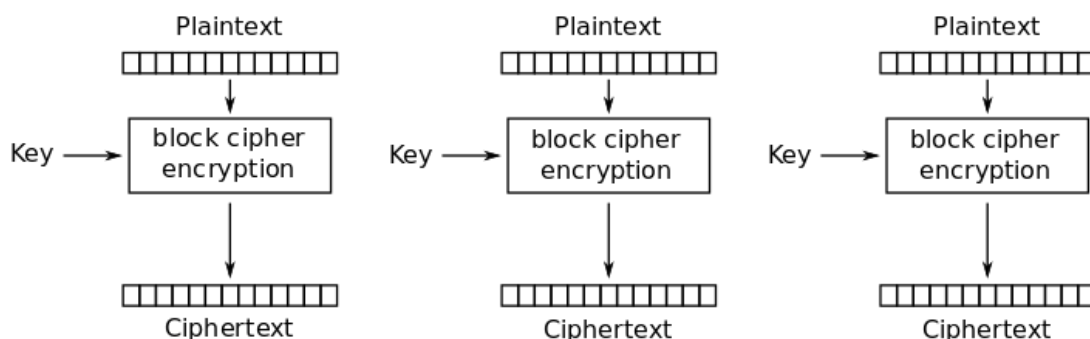 Plaintext Plaintext Plaintext
Key block cipher encryption Key block cipher encryption Key block cipher encryption
Ciphertext Ciphertext Ciphertext